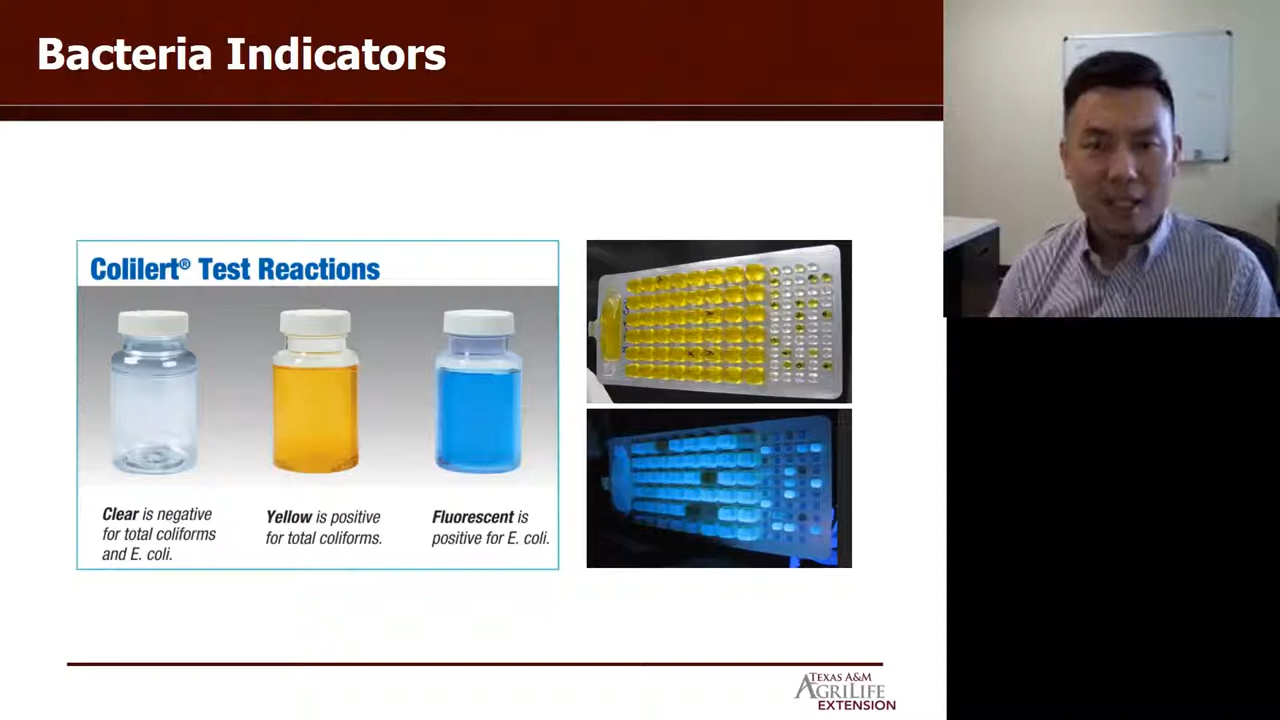 Bacteria Indicators
Colilert® Test Reactions
Clear is negative
for total coliforms
and E. coli.
Yellow is positive
for total coliforms.
Fluorescent is
positive for E. coli.
TEXAS A&M
AGRILIFE
EXTENSION